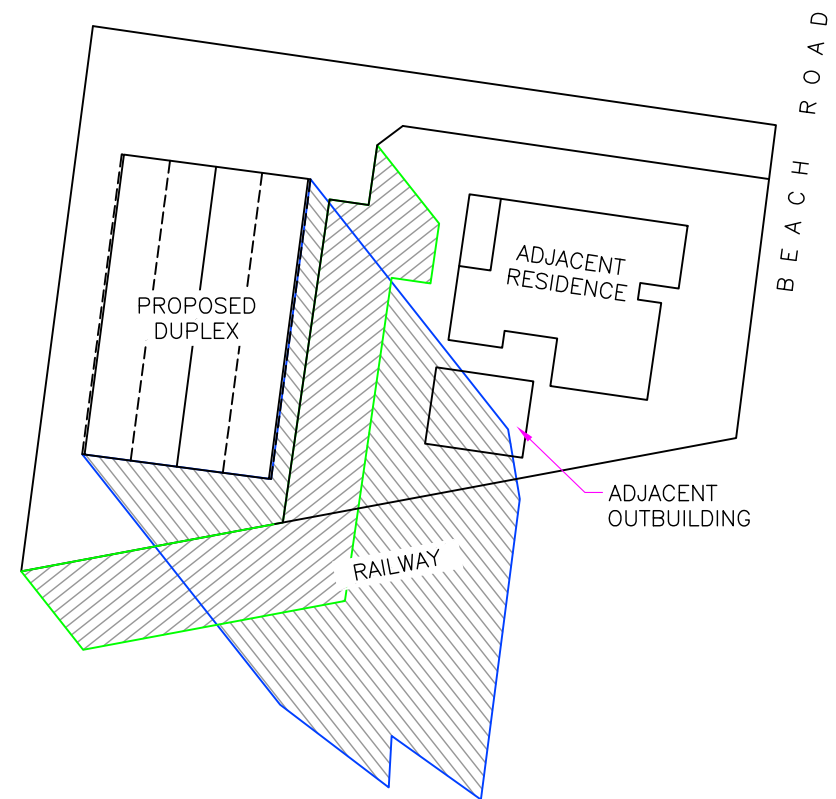 BEACH ROAD
ADJACENT
RESIDENCE
PROPOSED
DUPLEX
ADJACENT
OUTBUILDING
RAILWAY